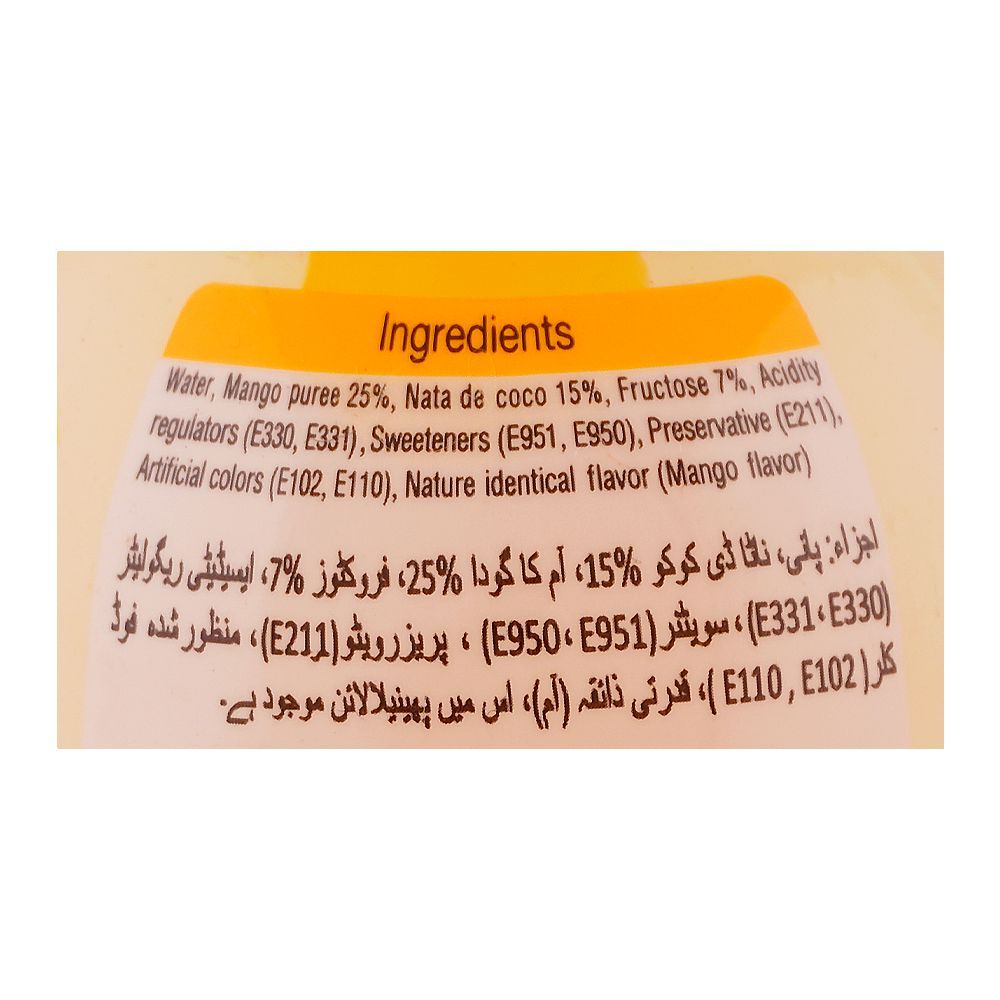 Ingredients
Water, Mango puree 25%, Nata de coco 15%, Fructose 7%, Acidity
regulators (E330, E331), Sweeteners (E951, E950), Preservative (E211),
Artificial colors (E102, E110), Nature identical flavor (Mango flavor)
اجزاء: پانی، ناٹا ڈی کوکو 15%، آم کا گودا 25%، فروکٹوز 7%، ایسیڈیٹی ریگولیٹر
(E331، E330)، سویٹنر (E950، E951) ، پریزرویٹو (E211)، منظور شدہ فوڈ
کلر( E110 , E102 )، قدرتی ذائقہ (آم)، اس میں پھینیلالائن موجود ہے۔